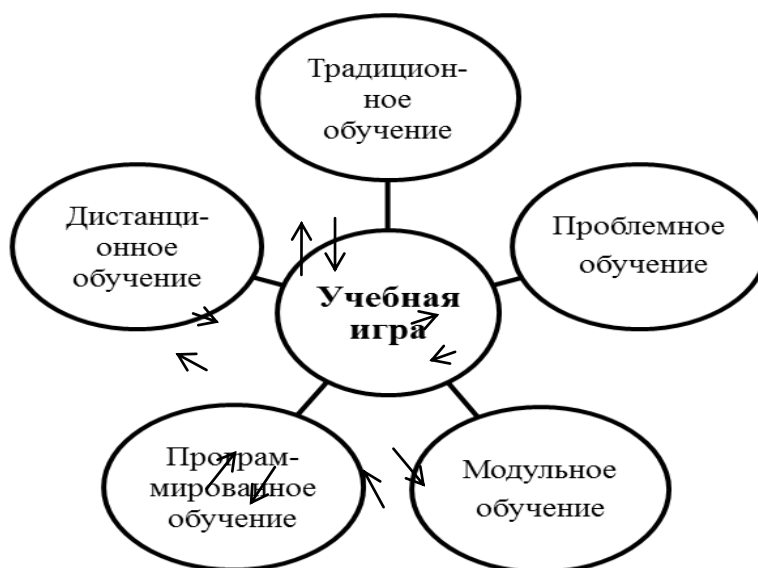 Традицион-
ное
обучение
Дистанци-
онное
обучение
Проблемное
обучение
Учебная
игра
Програм-
мированное
обучение
Модульное
обучение